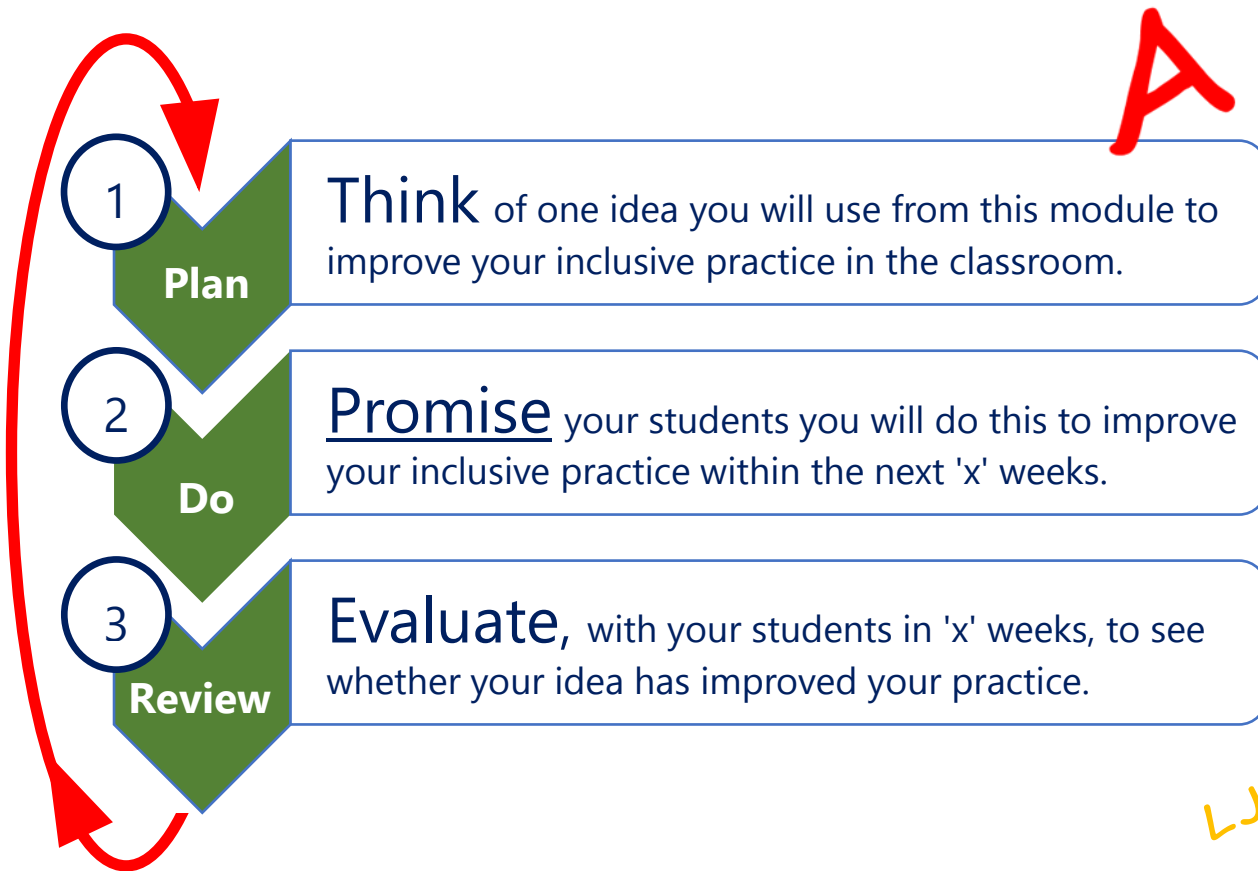 A
1
Plan
Think of one idea you will use from this module to
improve your inclusive practice in the classroom.
2
Do
Promise your students you will do this to improve
your inclusive practice within the next 'x' weeks.
3
Review
Evaluate, with your students in 'x' weeks, to see
whether your idea has improved your practice.